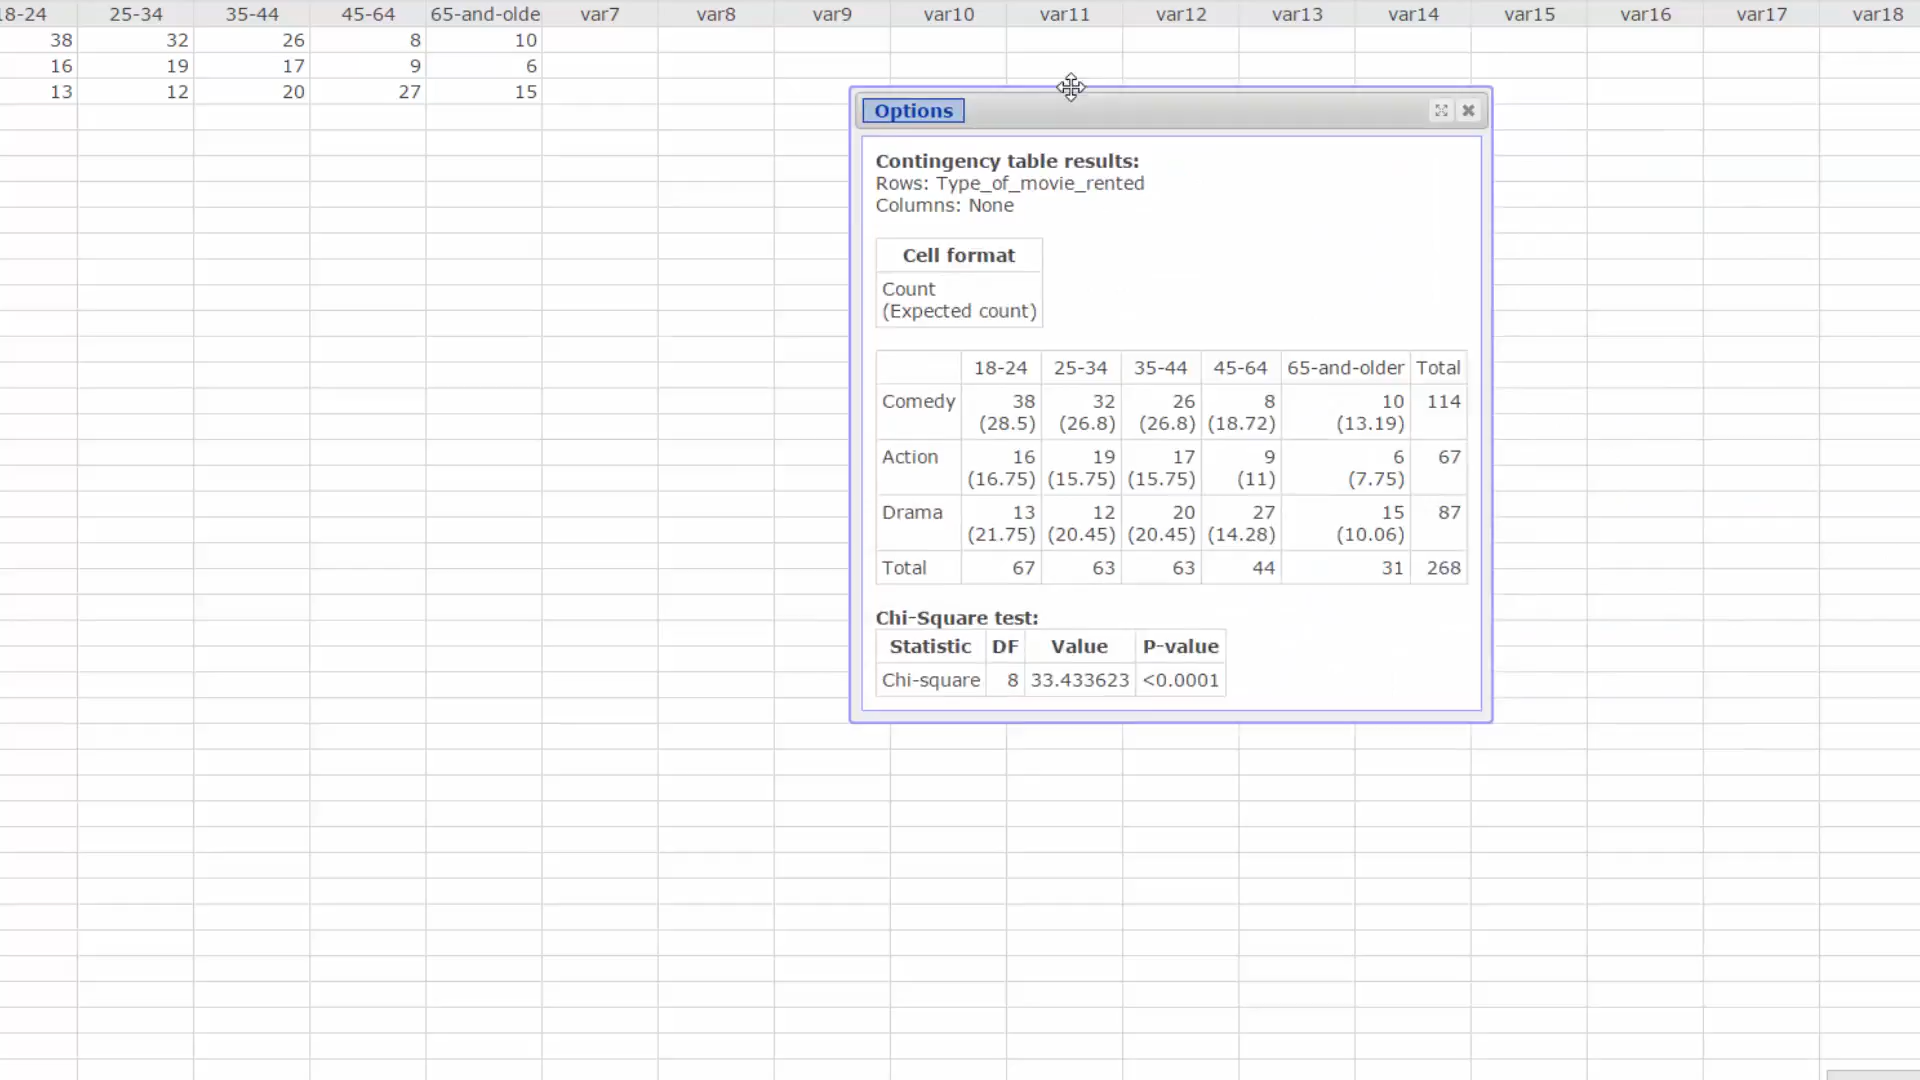 18-24 25-34 35-44 45-64 65-and-olde var7 var8 var9 var10 var11 var12 var13 var14 var15 var16 var17 var18
38 32 26 8 10
16 19 17 9 6
13 12 20 27 15
Options
Contingency table results:
Rows: Type_of_movie_rented
Columns: None
Cell format
Count
(Expected count)
18-24 25-34 35-44 45-64 65-and-older Total
Comedy 38 32 26 8 10 114
(28.5) (26.8) (26.8) (18.72) (13.19)
Action 16 19 17 9 6 67
(16.75) (15.75) (15.75) (11) (7.75)
Drama 13 12 20 27 15 87
(21.75) (20.45) (20.45) (14.28) (10.06)
Total 67 63 63 44 31 268
Chi-Square test:
Statistic DF Value P-value
Chi-square 8 33.433623 <0.0001